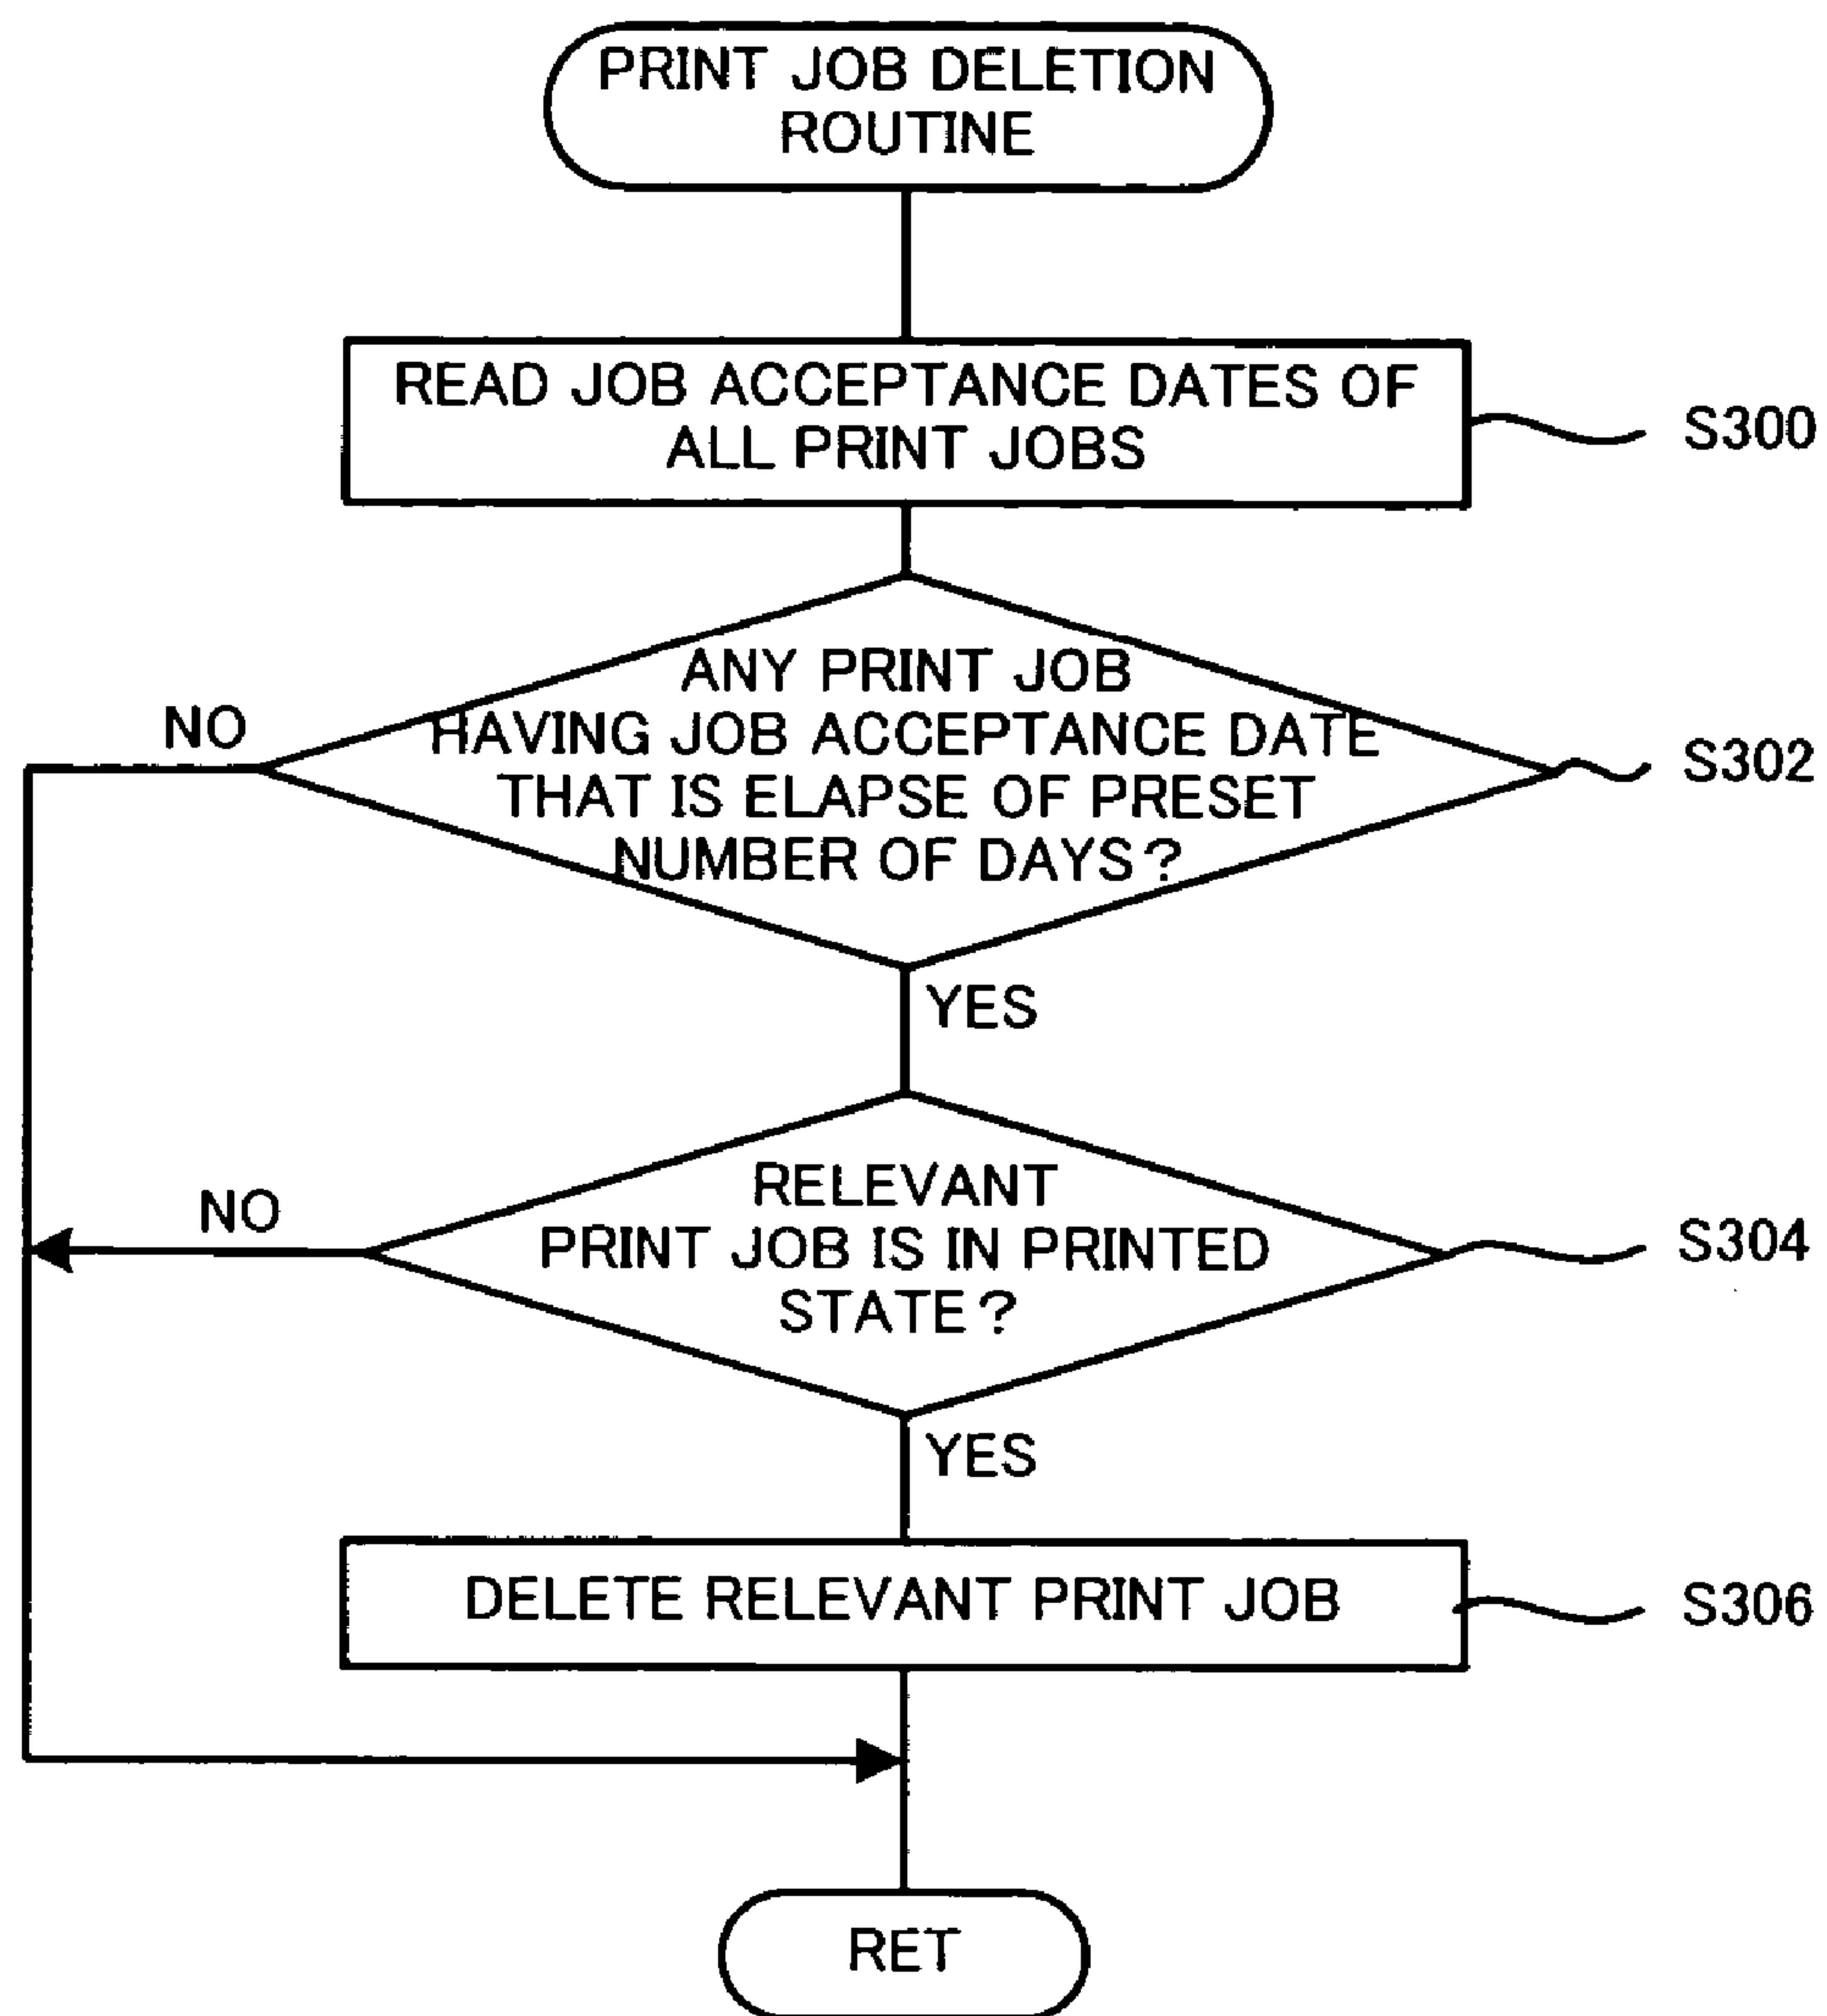 PRINT JOB DELETION
ROUTINE
READ JOB ACCEPTANCE DATES OF
ALL PRINT JOBS
S300
ANY PRINT JOB
HAVING JOB ACCEPTANCE DATE
THAT IS ELAPSE OF PRESET
NUMBER OF DAYS?
NO
S302
YES
RELEVANT
PRINT JOB IS IN PRINTED
STATE?
NO
S304
YES
DELETE RELEVANT PRINT JOB
S306
RET